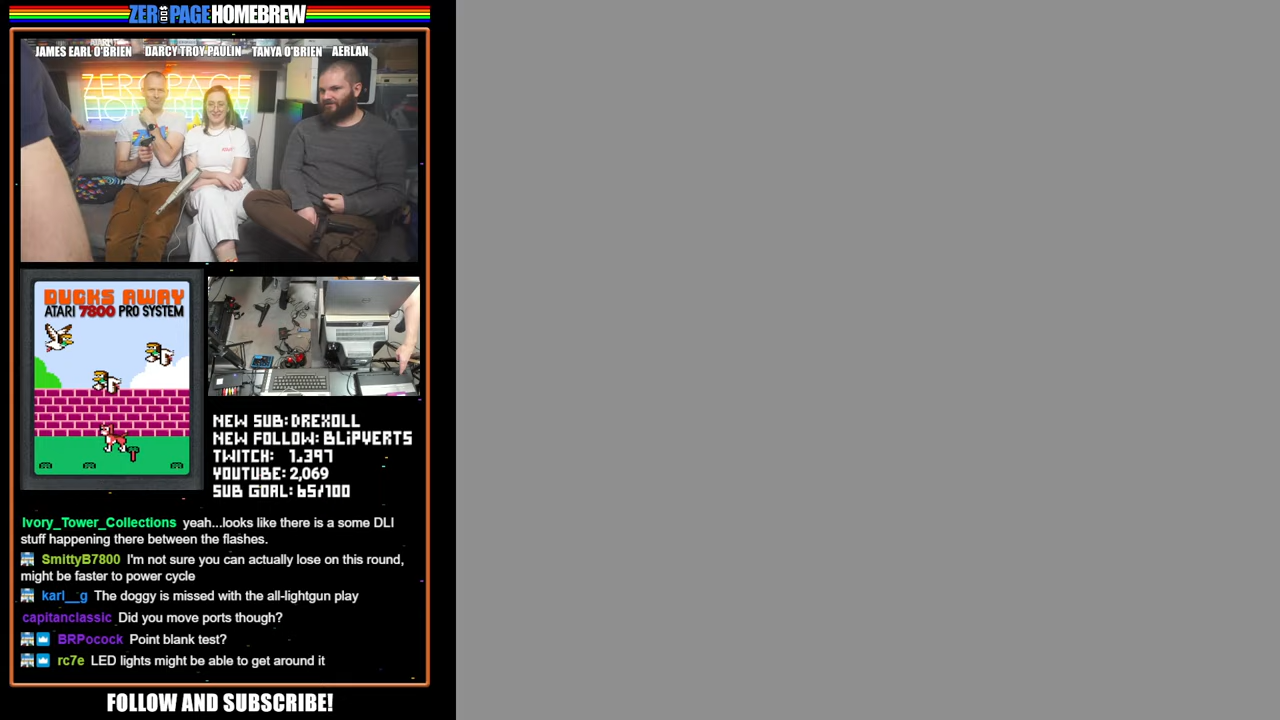 ZEROPAGE HOMEBREW
JAMES EARL O'BRIEN DARCY TROY PAULIN TANYA O'BRIEN AERLAN
ZEROPAGE
HOMEBREW
DUCKS AWAY
ATARI 7800 PRO SYSTEM
NEW SUB: DREXOLL
NEW FOLLOW: BLIPVERTS
TWITCH: 1,397
YOUTUBE: 2,069
SUB GOAL: 65/100
Ivory_Tower_Collections yeah...looks like there is a some DLI
stuff happening there between the flashes.
SmittyB7800 I'm not sure you can actually lose on this round,
might be faster to power cycle
karl__g The doggy is missed with the all-lightgun play
capitanclassic Did you move ports though?
BRPocock Point blank test?
rc7e LED lights might be able to get around it
FOLLOW AND SUBSCRIBE!